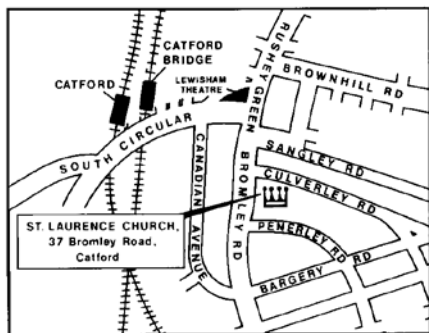 CATFORD
BRIDGE
CATFORD
LEWISHAM
THEATRE
RUSHEY GREEN
BROWNHILL RD
SOUTH CIRCULAR
CANADIAN AVENUE
BROMLEY RD
SANGLEY RD
CULVERLEY RD
ST. LAURENCE CHURCH,
37 Bromley Road,
Catford
PENERLEY RD
BARGERY RD